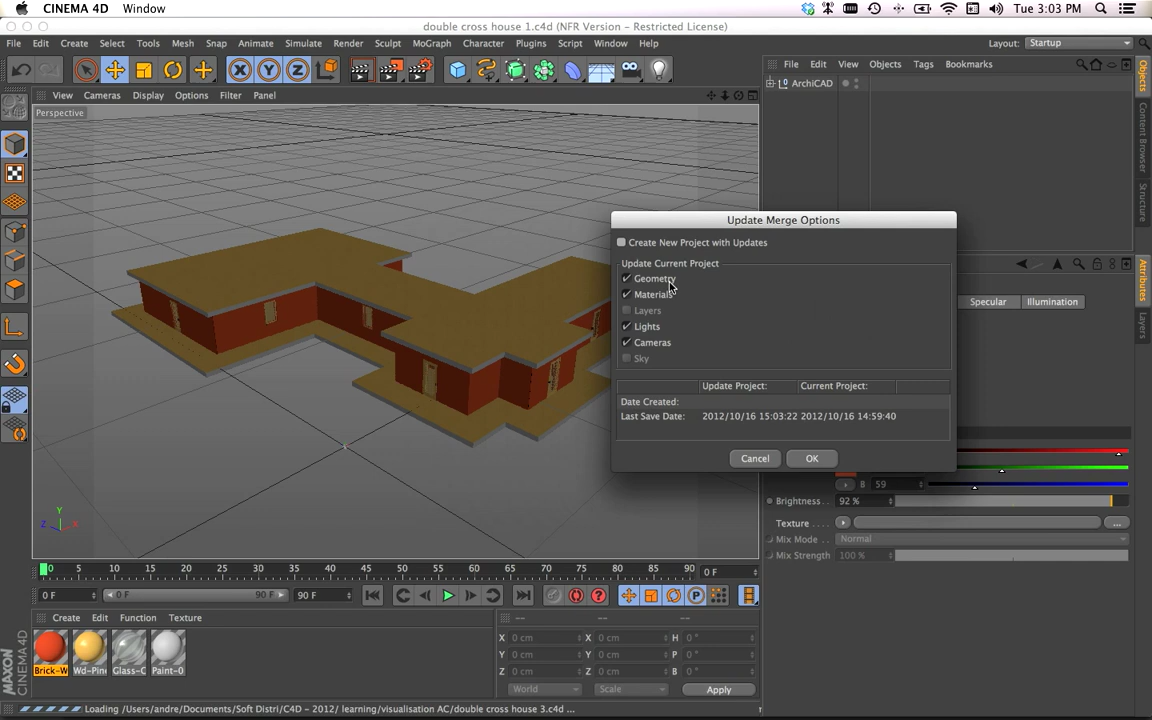 CINEMA 4D Window Tue 3:03 PM
double cross house 1.c4d (NFR Version - Restricted License)
File Edit Create Select Tools Mesh Snap Animate Simulate Render Sculpt MoGraph Character Plugins Script Window Help Layout: Startup
X Y Z
File Edit View Objects Tags Bookmarks
View Cameras Display Options Filter Panel
ArchiCAD
Perspective
Objects
Content Browser
Structure
Attributes
Layers
Update Merge Options
Create New Project with Updates
Update Current Project
Geometry
Materials
Layers
Lights
Cameras
Sky
Update Project: Current Project:
Date Created:
Last Save Date: 2012/10/16 15:03:22 2012/10/16 14:59:40
Cancel OK
Specular Illumination
B 59
Brightness . . 92 %
Texture . . . . ...
Mix Mode . . Normal
Mix Strength 100 %
Y
Z X
0 5 10 15 20 25 30 35 40 45 50 55 60 65 70 75 80 85 90 0 F
0 F 0 F 90 F 90 F
Create Edit Function Texture
Brick-W Wd-Pine Glass-C Paint-0
-- -- --
X 0 cm X 0 cm H 0 °
Y 0 cm Y 0 cm P 0 °
Z 0 cm Z 0 cm B 0 °
World Scale Apply
MAXON CINEMA 4D
Loading /Users/andre/Documents/Soft Distri/C4D - 2012/ learning/visualisation AC/double cross house 3.c4d ...